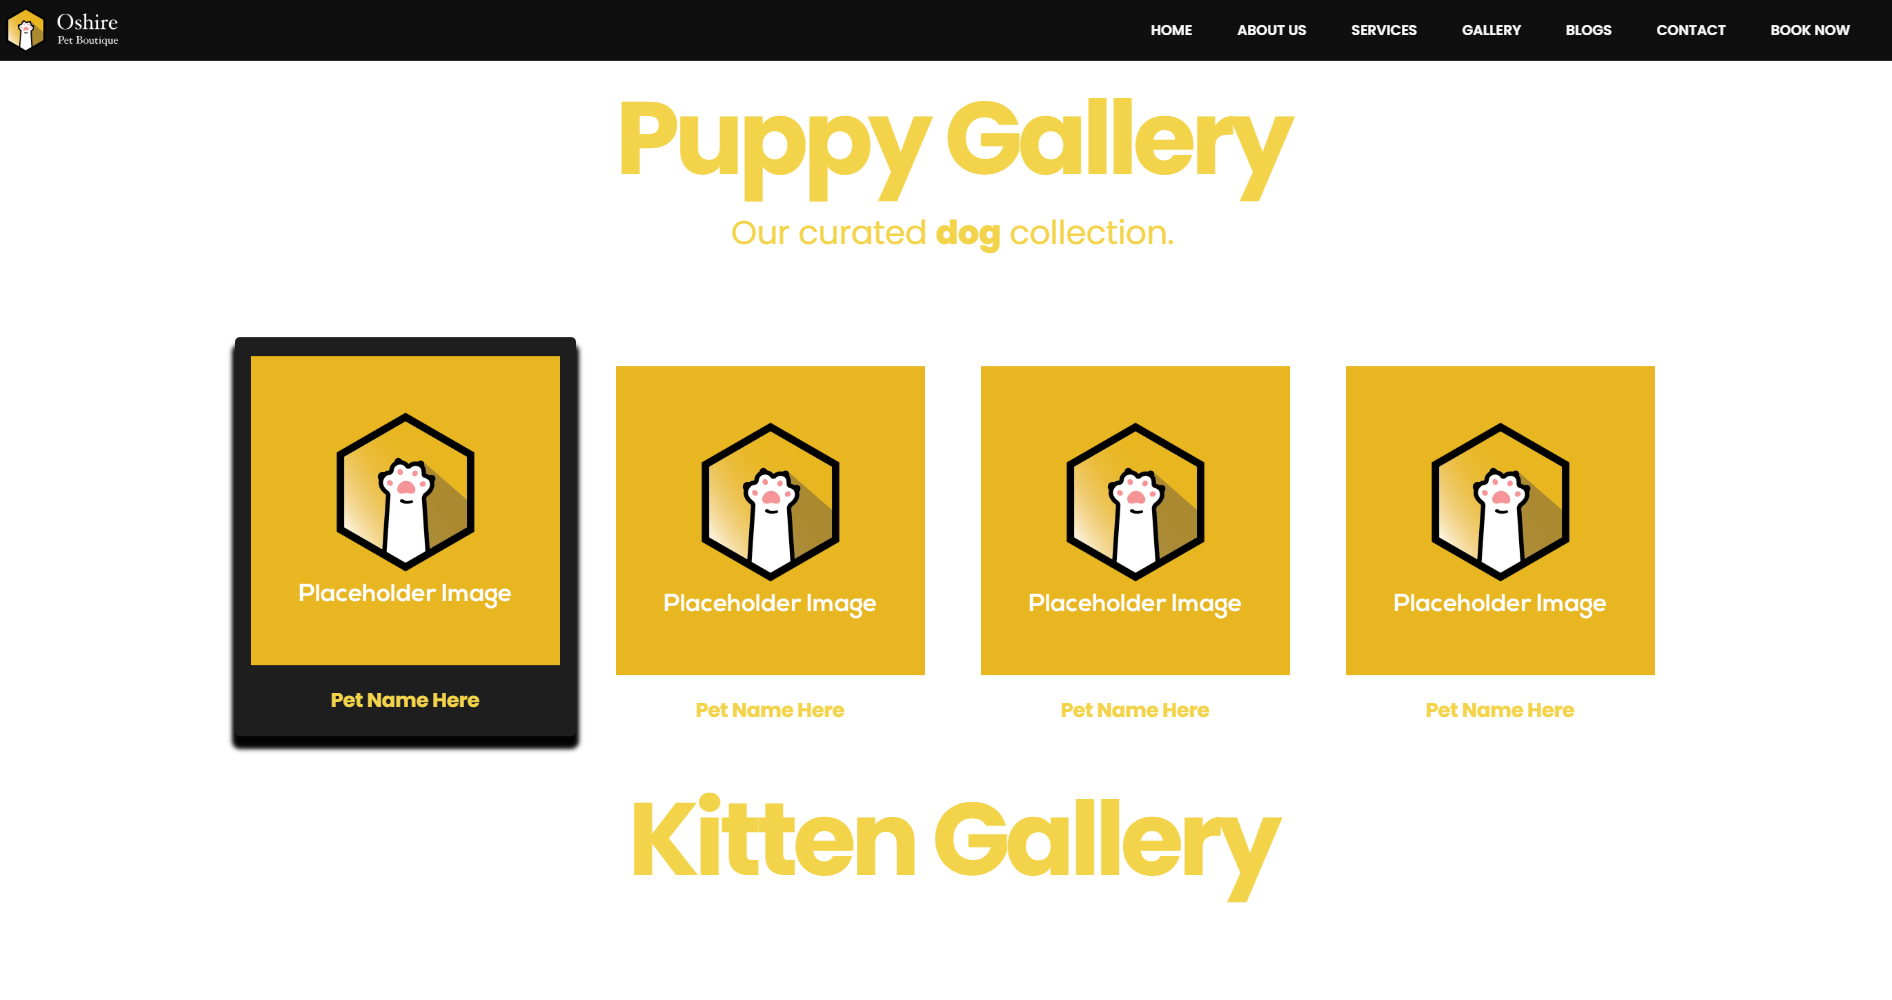 Oshire
Pet Boutique
HOME ABOUT US SERVICES GALLERY BLOGS CONTACT BOOK NOW
Puppy Gallery
Our curated dog collection.
Placeholder Image
Pet Name Here
Placeholder Image
Pet Name Here
Placeholder Image
Pet Name Here
Placeholder Image
Pet Name Here
Kitten Gallery